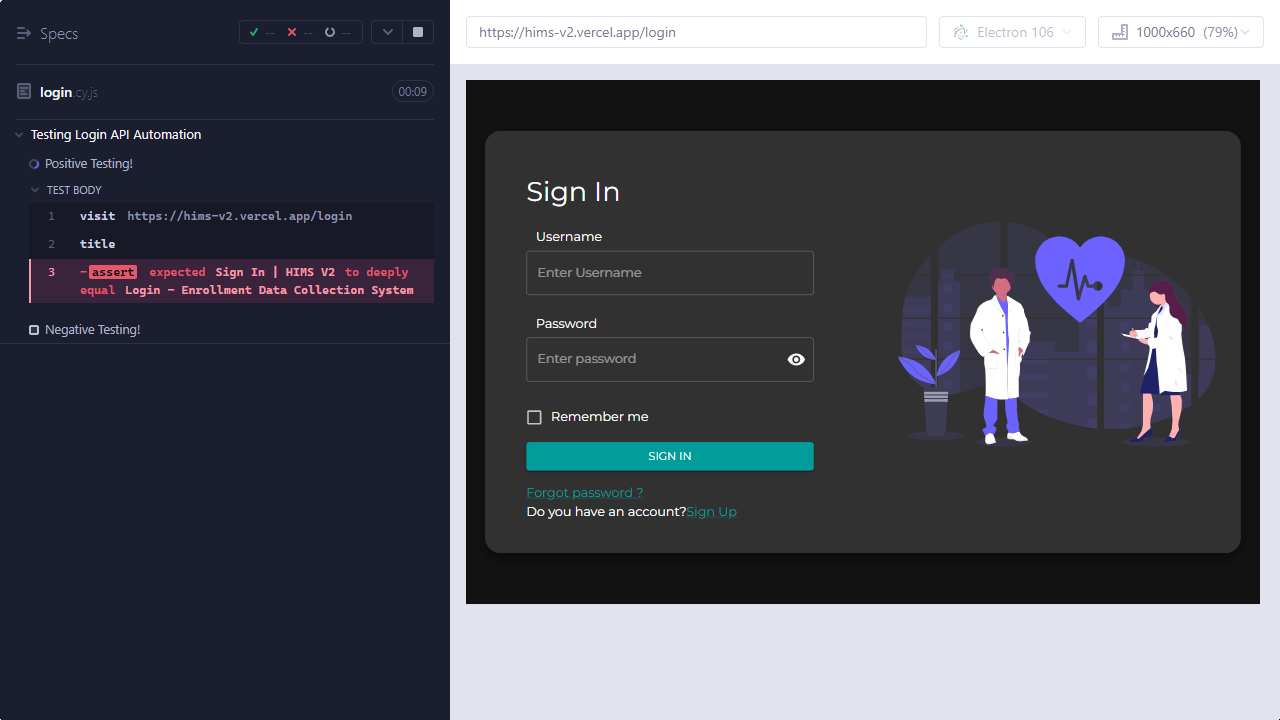 Specs
--
--
--
https://hims-v2.vercel.app/login
Electron 106
1000x660 (79%)
login.cy.js
00:09
Testing Login API Automation
Positive Testing!
TEST BODY
1 visit https://hims-v2.vercel.app/login
2 title
3 -assert expected Sign In | HIMS V2 to deeply
equal Login - Enrollment Data Collection System
Negative Testing!
Sign In
Username
Enter Username
Password
Enter password
Remember me
SIGN IN
Forgot password ?
Do you have an account?Sign Up